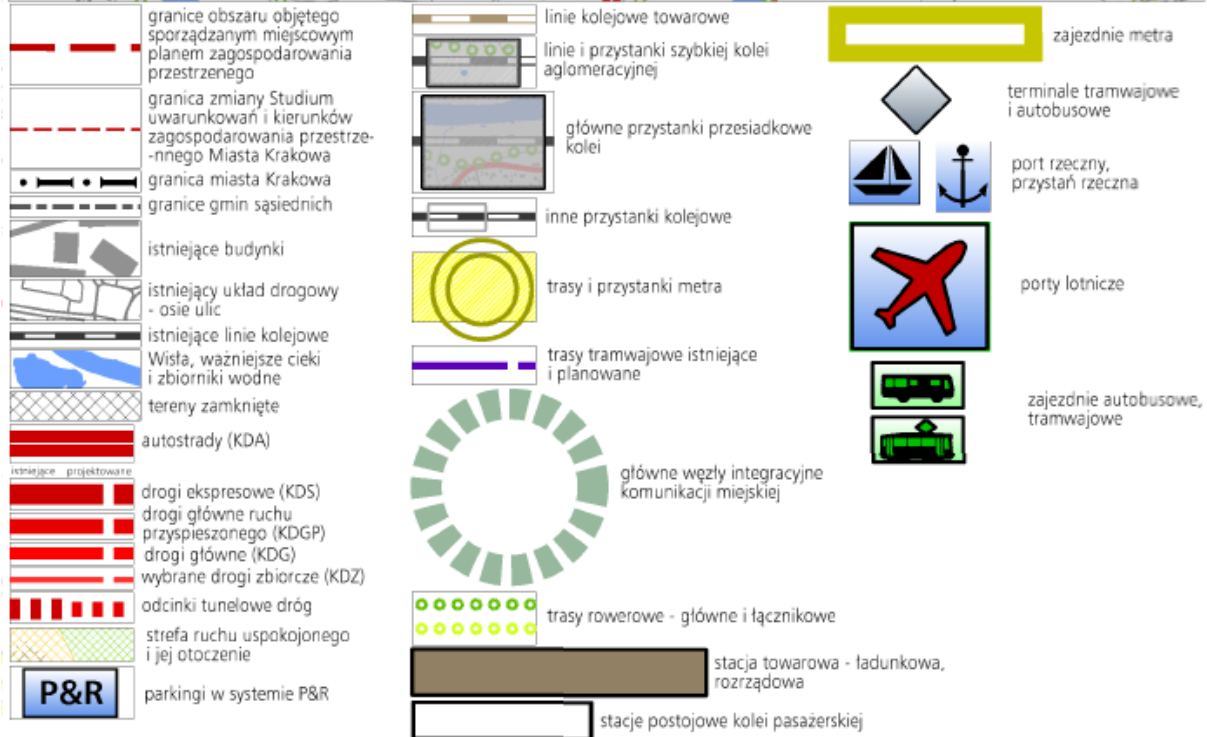 granice obszaru objętego
sporządzanym miejscowym
planem zagospodarowania
przestrzenego
granica zmiany Studium
uwarunkowań i kierunków
zagospodarowania przestrze-
-nnego Miasta Krakowa
granica miasta Krakowa
granice gmin sąsiednich
istniejące budynki
istniejący układ drogowy
- osie ulic
istniejące linie kolejowe
Wisła, ważniejsze cieki
i zbiorniki wodne
tereny zamknięte
autostrady (KDA)
istniejące projektowane
drogi ekspresowe (KDS)
drogi główne ruchu
przyspieszonego (KDGP)
drogi główne (KDG)
wybrane drogi zbiorcze (KDZ)
odcinki tunelowe dróg
strefa ruchu uspokojonego
i jej otoczenie
P&R
parkingi w systemie P&R
linie kolejowe towarowe
linie i przystanki szybkiej kolei
aglomeracyjnej
główne przystanki przesiadkowe
kolei
inne przystanki kolejowe
trasy i przystanki metra
trasy tramwajowe istniejące
i planowane
główne węzły integracyjne
komunikacji miejskiej
trasy rowerowe - główne i łącznikowe
stacja towarowa - ładunkowa,
rozrządowa
stacje postojowe kolei pasażerskiej
zajezdnie metra
terminale tramwajowe
i autobusowe
port rzeczny,
przystań rzeczna
porty lotnicze
zajezdnie autobusowe,
tramwajowe